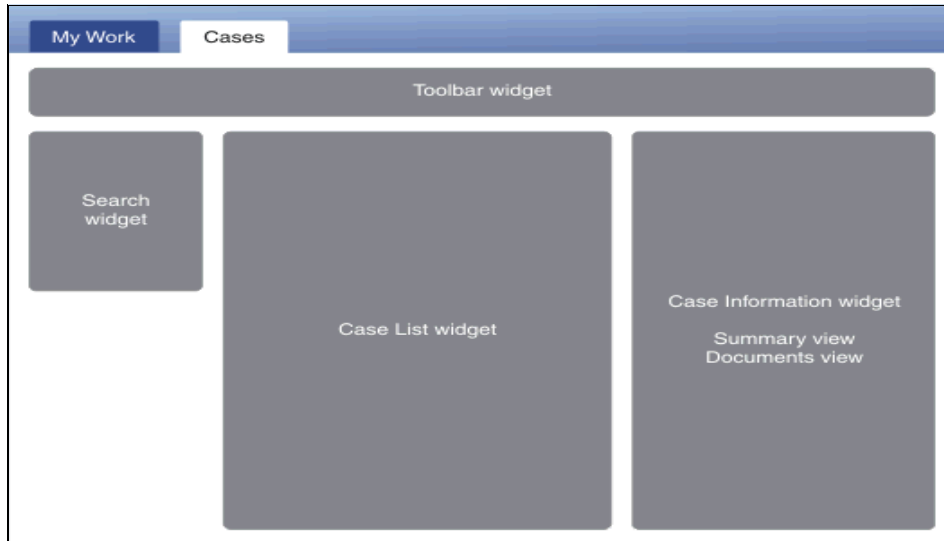 My Work
Cases
Toolbar widget
Search
widget
Case List widget
Case Information widget
Summary view
Documents view